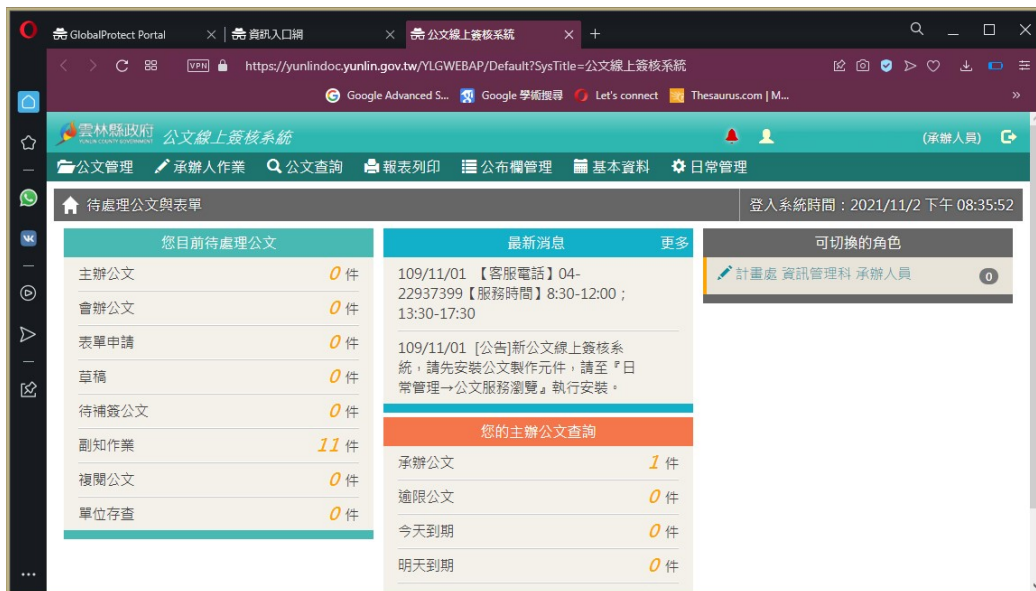 GlobalProtect Portal
資訊入口網
公文線上簽核系統
VPN
https://yunlindoc.yunlin.gov.tw/YLGWEBAP/Default?SysTitle=公文線上簽核系統
Google Advanced S...
Google 學術搜尋
Let's connect
Thesaurus.com | M...
雲林縣政府 公文線上簽核系統
YUNLIN COUNTY GOVERNMENT
(承辦人員)
公文管理 承辦人作業 公文查詢 報表列印 公布欄管理 基本資料 日常管理
待處理公文與表單
登入系統時間:2021/11/2 下午 08:35:52
您目前待處理公文
主辦公文 0 件
會辦公文 0 件
表單申請 0 件
草稿 0 件
待補簽公文 0 件
副知作業 11 件
複閱公文 0 件
單位存查 0 件
最新消息 更多
109/11/01 【客服電話】04-
22937399【服務時間】8:30-12:00;
13:30-17:30
109/11/01 [公告]新公文線上簽核系
統,請先安裝公文製作元件,請至『日
常管理→公文服務瀏覽』執行安裝。
您的主辦公文查詢
承辦公文 1 件
逾限公文 0 件
今天到期 0 件
明天到期 0 件
可切換的角色
計畫處 資訊管理科 承辦人員 0